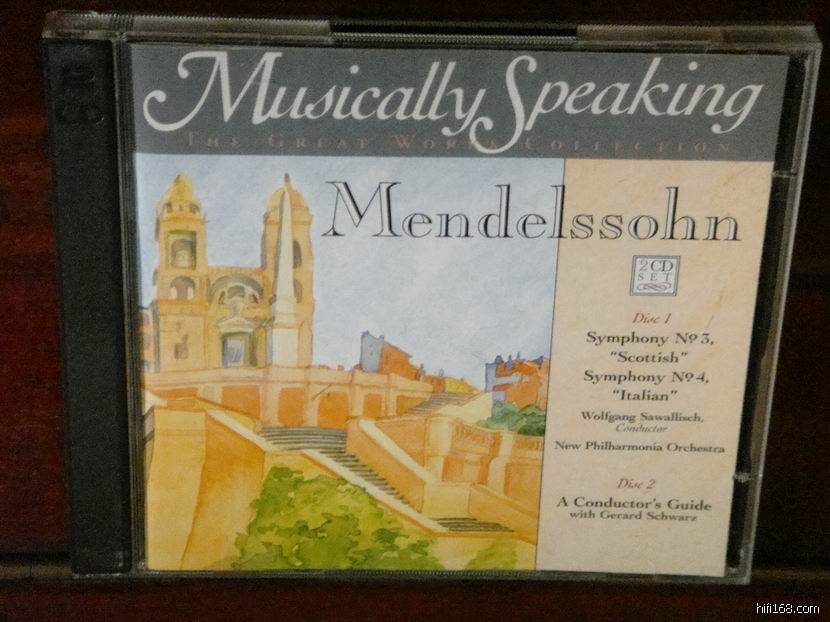 Musically Speaking
THE GREAT WORKS COLLECTION
Mendelssohn
2 CD
SET
Disc 1
Symphony Nº 3,
"Scottish"
Symphony Nº 4,
"Italian"
Wolfgang Sawallisch,
Conductor
New Philharmonia Orchestra
Disc 2
A Conductor's Guide
with Gerard Schwarz
hifi168.com